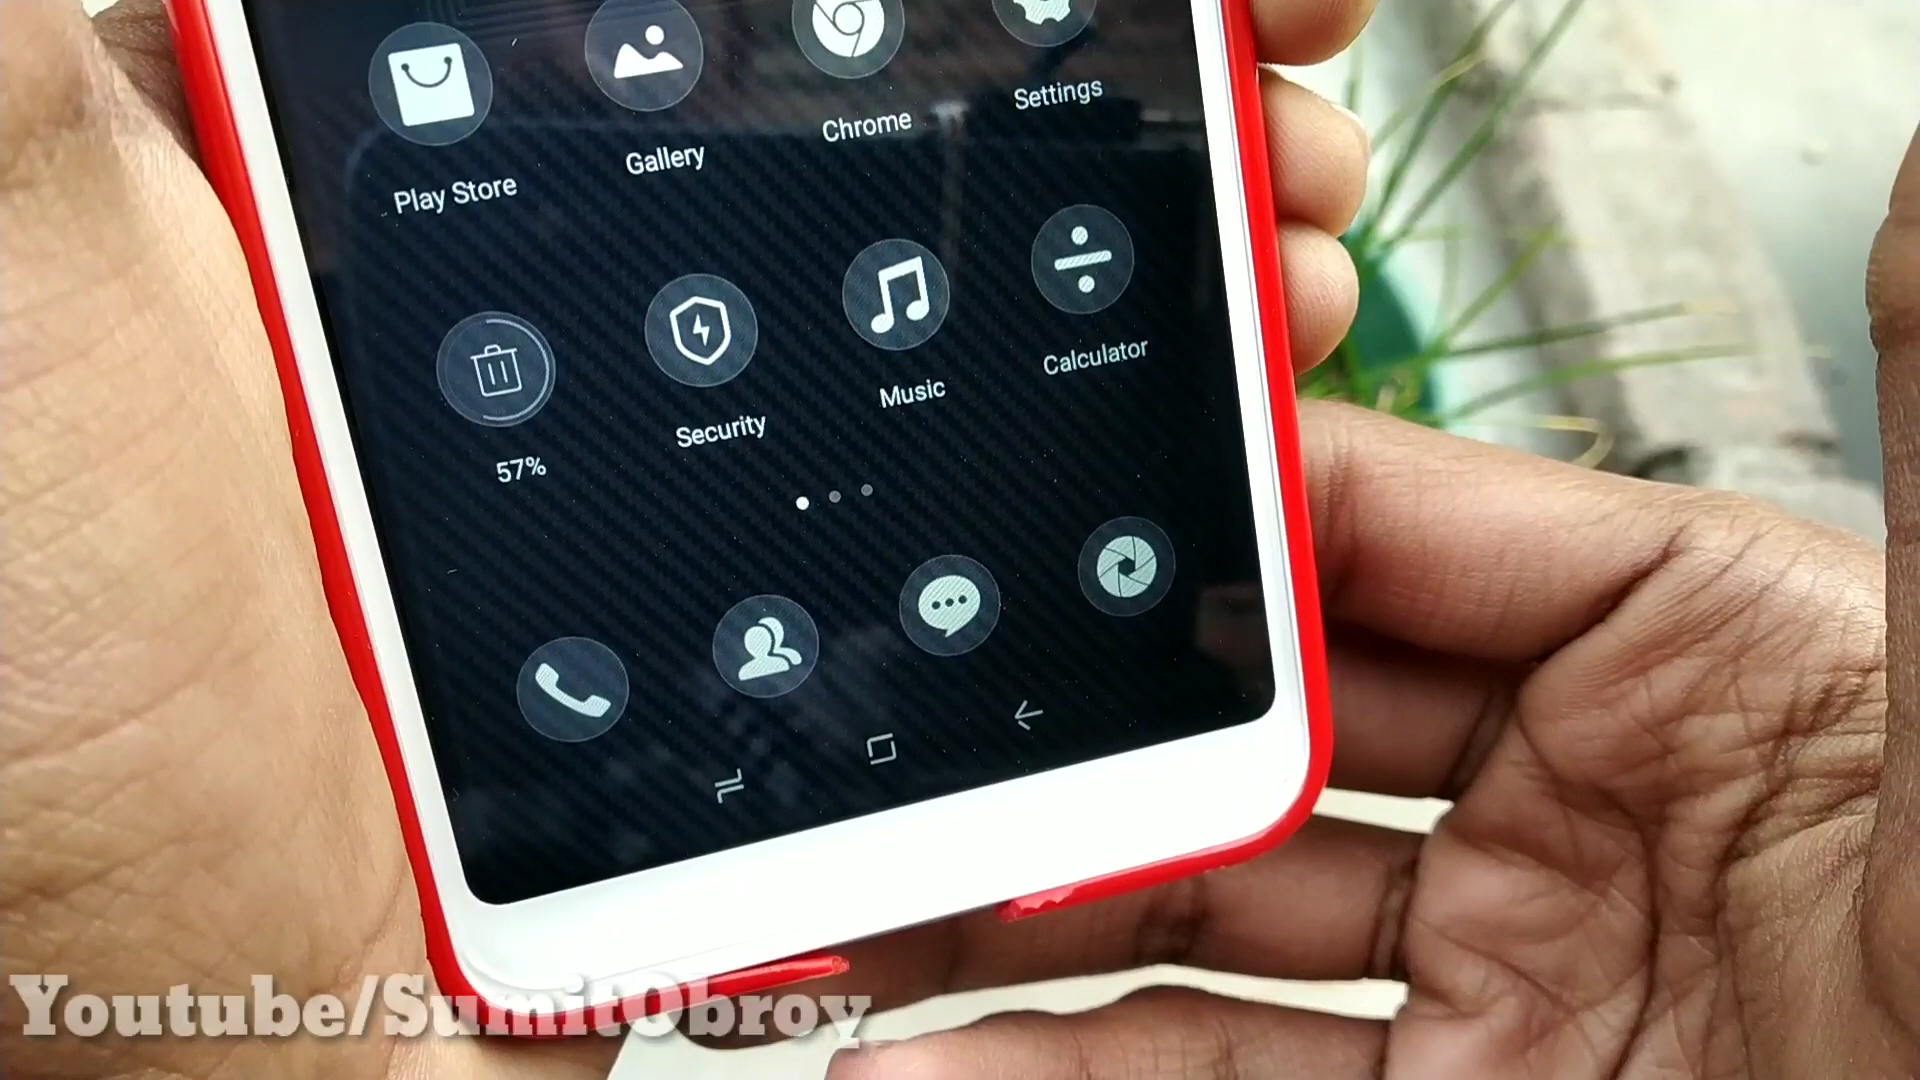 Play Store
Gallery
Chrome
Settings
57%
Security
Music
Calculator
Youtube/SumitObroy